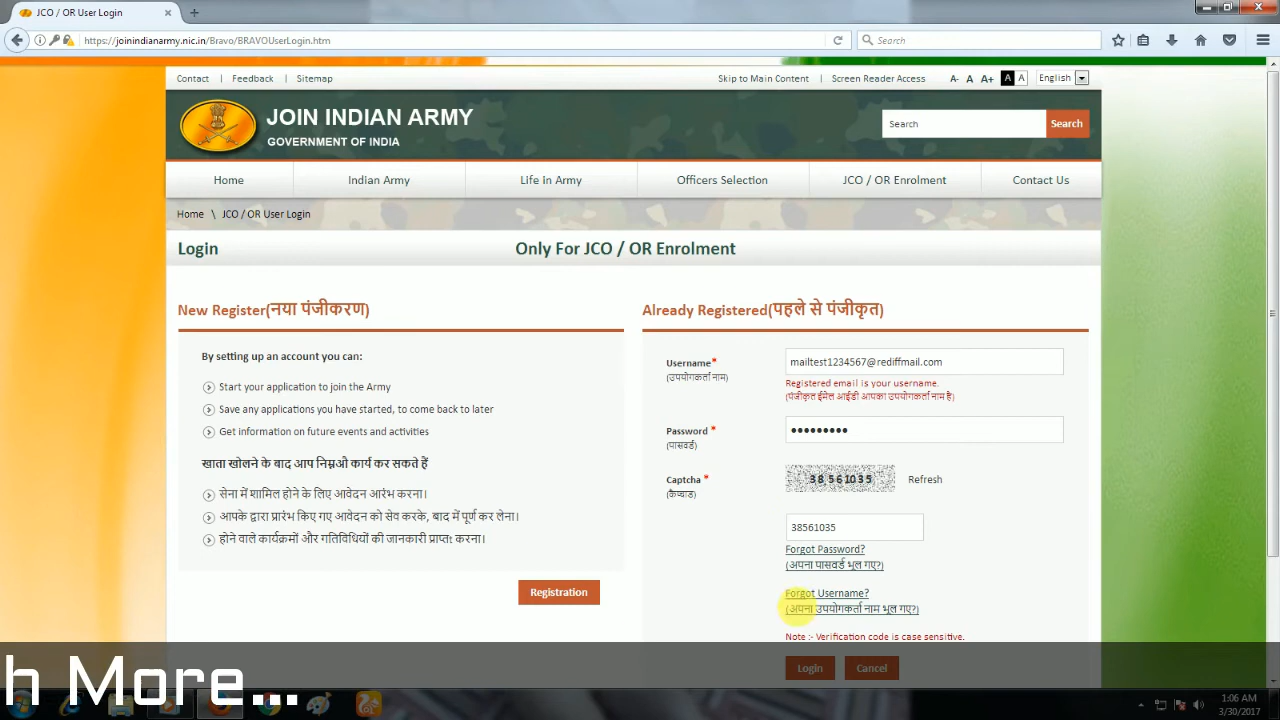 JCO / OR User Login
https://joinindianarmy.nic.in/Bravo/BRAVOUserLogin.htm
Search
Contact
Feedback
Sitemap
Skip to Main Content
Screen Reader Access
A- A A+ A A
English
JOIN INDIAN ARMY
GOVERNMENT OF INDIA
Search
Search
Home
Indian Army
Life in Army
Officers Selection
JCO / OR Enrolment
Contact Us
Home \ JCO / OR User Login
Login
Only For JCO / OR Enrolment
New Register(नया पंजीकरण)
By setting up an account you can:
Start your application to join the Army
Save any applications you have started, to come back to later
Get information on future events and activities
खाता खोलने के बाद आप निम्नऔ कार्य कर सकते हैं
सेना में शामिल होने के लिए आवेदन आरंभ करना।
आपके द्वारा प्रारंभ किए गए आवेदन को सेव करके, बाद में पूर्ण कर लेना।
होने वाले कार्यक्रमों और गतिविधियों की जानकारी प्राप्तt करना।
Registration
Already Registered(पहले से पंजीकृत)
Username*
(उपयोगकर्ता नाम)
mailtest1234567@rediffmail.com
Registered email is your username.
(पंजीकृत ईमेल आईडी आपका उपयोगकर्ता नाम है)
Password *
(पासवर्ड)
•••••••••
Captcha *
(कैप्चाड)
38561035
Refresh
38561035
Forgot Password?
(अपना पासवर्ड भूल गए?)
Forgot Username?
(अपना उपयोगकर्ता नाम भूल गए?)
Note :- Verification code is case sensitive.
Login
Cancel
h More...
1:06 AM
3/30/2017